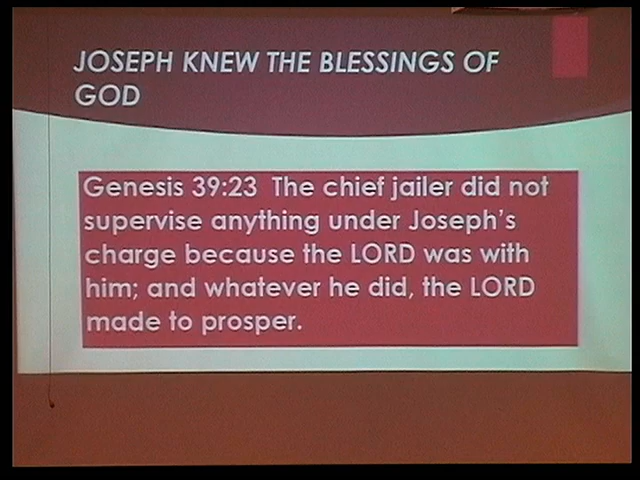 JOSEPH KNEW THE BLESSINGS OF
GOD
Genesis 39:23  The chief jailer did not
supervise anything under Joseph's
charge because the LORD was with
him; and whatever he did, the LORD
made to prosper.